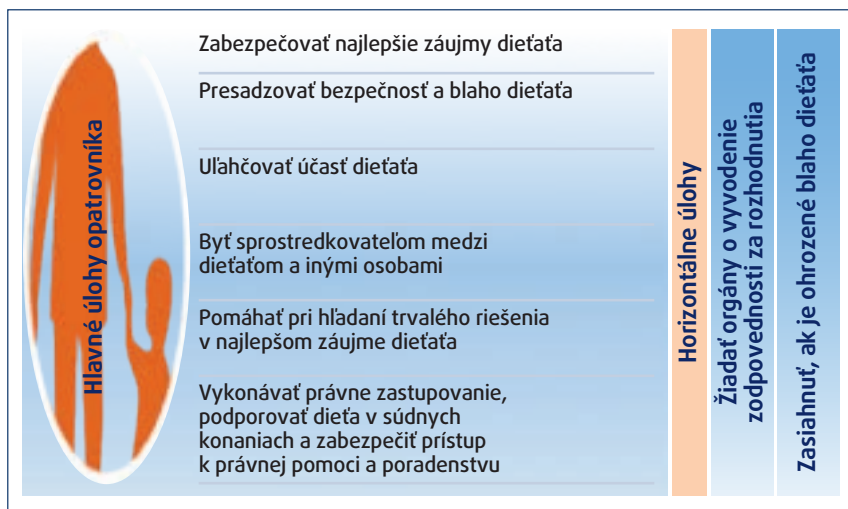 Hlavné úlohy opatrovníka
Zabezpečovať najlepšie záujmy dieťaťa
Presadzovať bezpečnosť a blaho dieťaťa
Uľahčovať účasť dieťaťa
Byť sprostredkovateľom medzi
dieťaťom a inými osobami
Pomáhať pri hľadaní trvalého riešenia
v najlepšom záujme dieťaťa
Vykonávať právne zastupovanie,
podporovať dieťa v súdnych
konaniach a zabezpečiť prístup
k právnej pomoci a poradenstvu
Horizontálne úlohy
Žiadať orgány o vyvodenie
zodpovednosti za rozhodnutia
Zasiahnuť, ak je ohrozené blaho dieťaťa